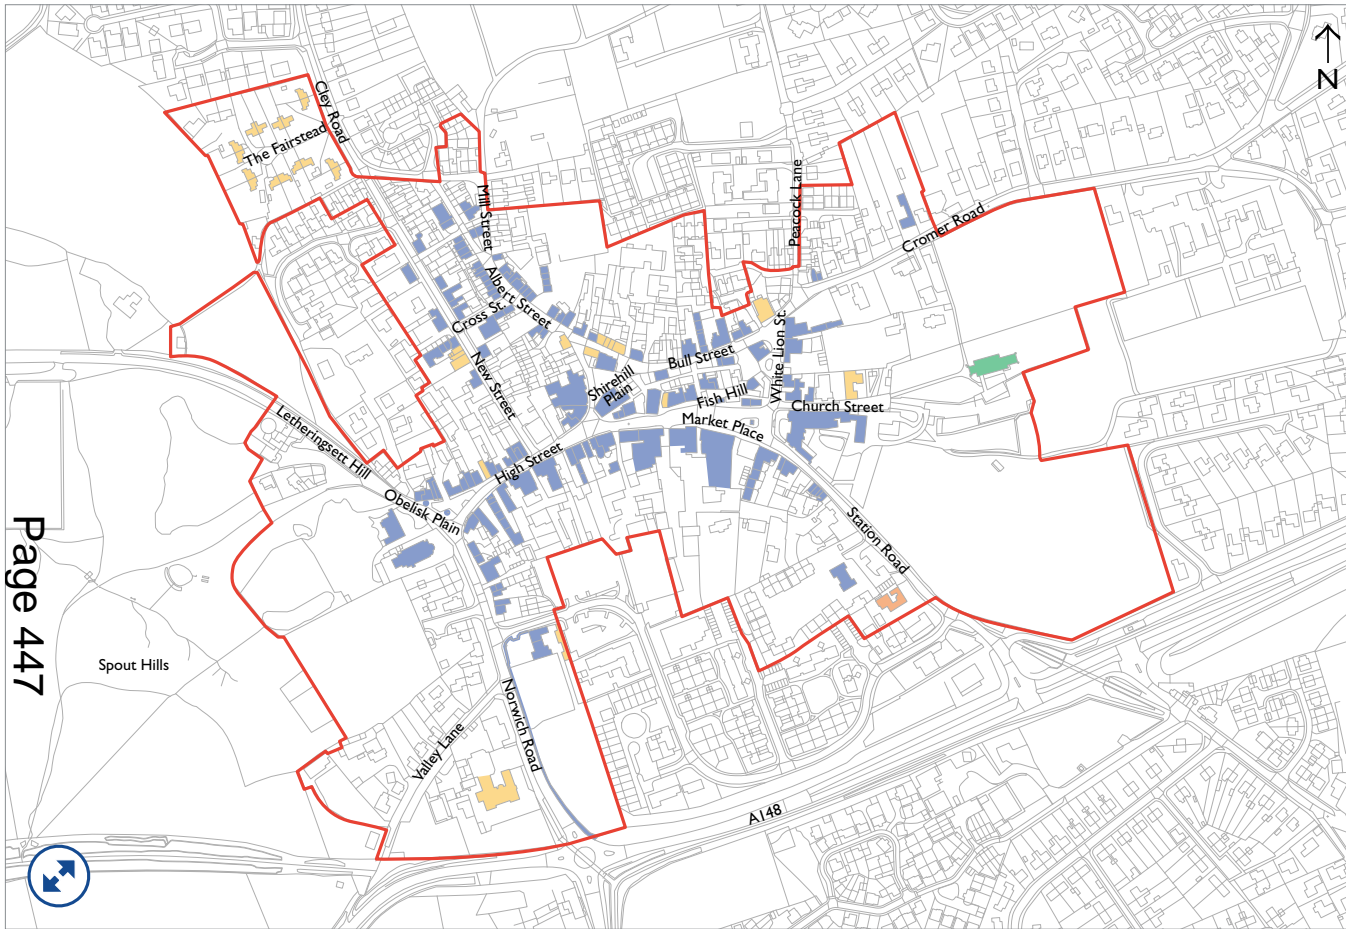 N
Cley Road
The Fairstead
Mill Street
Peacock Lane
Cromer Road
Albert Street
Cross St.
New Street
Shirehill
Plain
Bull Street
White Lion St.
Fish Hill
Church Street
Market Place
High Street
Letheringsett Hill
Obelisk Plain
Station Road
Page 447
Spout Hills
Valley Lane
Norwich Road
A148